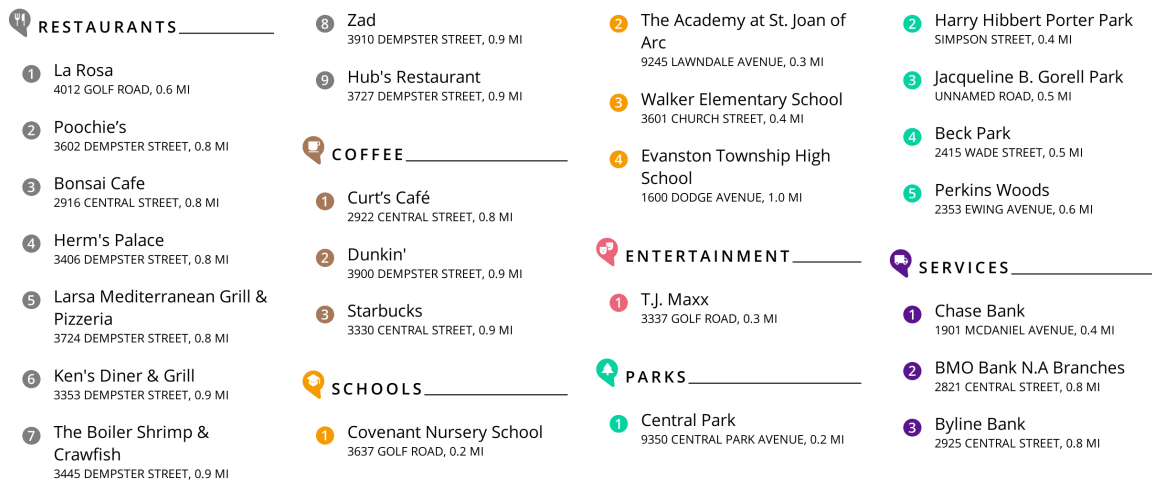 RESTAURANTS
1 La Rosa
4012 GOLF ROAD, 0.6 MI
2 Poochie’s
3602 DEMPSTER STREET, 0.8 MI
3 Bonsai Cafe
2916 CENTRAL STREET, 0.8 MI
4 Herm's Palace
3406 DEMPSTER STREET, 0.8 MI
5 Larsa Mediterranean Grill &
Pizzeria
3724 DEMPSTER STREET, 0.8 MI
6 Ken's Diner & Grill
3353 DEMPSTER STREET, 0.9 MI
7 The Boiler Shrimp &
Crawfish
3445 DEMPSTER STREET, 0.9 MI
8 Zad
3910 DEMPSTER STREET, 0.9 MI
9 Hub's Restaurant
3727 DEMPSTER STREET, 0.9 MI
COFFEE
1 Curt’s Café
2922 CENTRAL STREET, 0.8 MI
2 Dunkin'
3900 DEMPSTER STREET, 0.9 MI
3 Starbucks
3330 CENTRAL STREET, 0.9 MI
SCHOOLS
1 Covenant Nursery School
3637 GOLF ROAD, 0.2 MI
2 The Academy at St. Joan of
Arc
9245 LAWNDALE AVENUE, 0.3 MI
3 Walker Elementary School
3601 CHURCH STREET, 0.4 MI
4 Evanston Township High
School
1600 DODGE AVENUE, 1.0 MI
ENTERTAINMENT
1 T.J. Maxx
3337 GOLF ROAD, 0.3 MI
PARKS
1 Central Park
9350 CENTRAL PARK AVENUE, 0.2 MI
2 Harry Hibbert Porter Park
SIMPSON STREET, 0.4 MI
3 Jacqueline B. Gorell Park
UNNAMED ROAD, 0.5 MI
4 Beck Park
2415 WADE STREET, 0.5 MI
5 Perkins Woods
2353 EWING AVENUE, 0.6 MI
SERVICES
1 Chase Bank
1901 MCDANIEL AVENUE, 0.4 MI
2 BMO Bank N.A Branches
2821 CENTRAL STREET, 0.8 MI
3 Byline Bank
2925 CENTRAL STREET, 0.8 MI